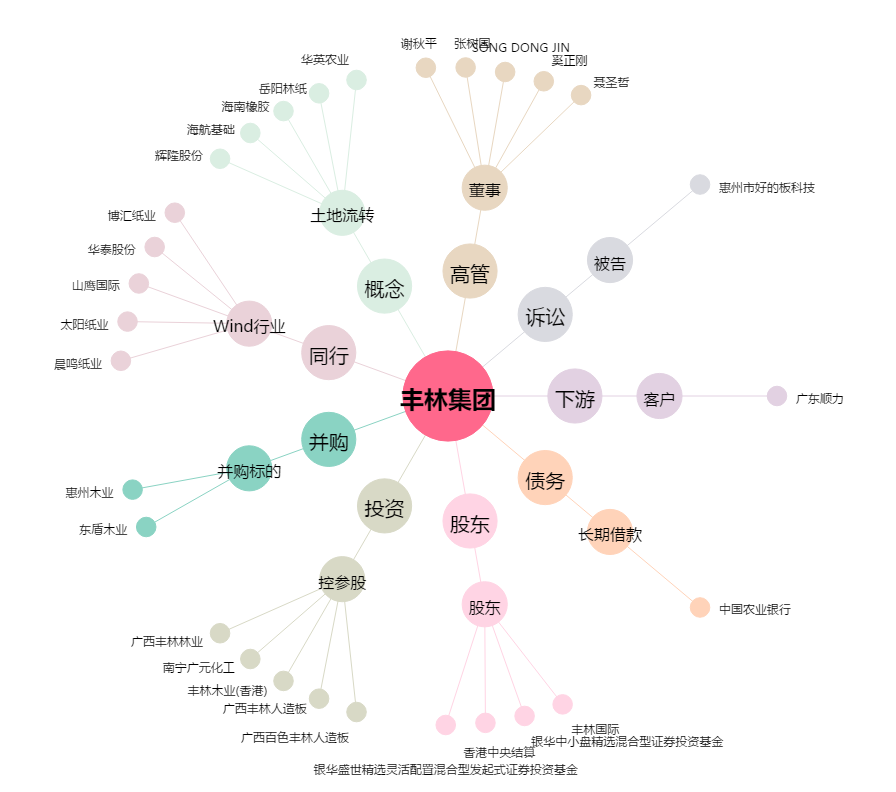 谢秋平
张树国
SONG DONG JIN
奚正刚
聂圣哲
董事
高管
华英农业
岳阳林纸
海南橡胶
海航基础
辉隆股份
土地流转
概念
惠州市好的板科技
被告
诉讼
博汇纸业
华泰股份
山鹰国际
太阳纸业
晨鸣纸业
Wind行业
同行
丰林集团
下游
客户
广东顺力
并购
并购标的
惠州木业
东盾木业
债务
长期借款
中国农业银行
投资
控参股
广西丰林林业
南宁广元化工
丰林木业(香港)
广西丰林人造板
广西百色丰林人造板
股东
股东
丰林国际
银华中小盘精选混合型证券投资基金
香港中央结算
银华盛世精选灵活配置混合型发起式证券投资基金